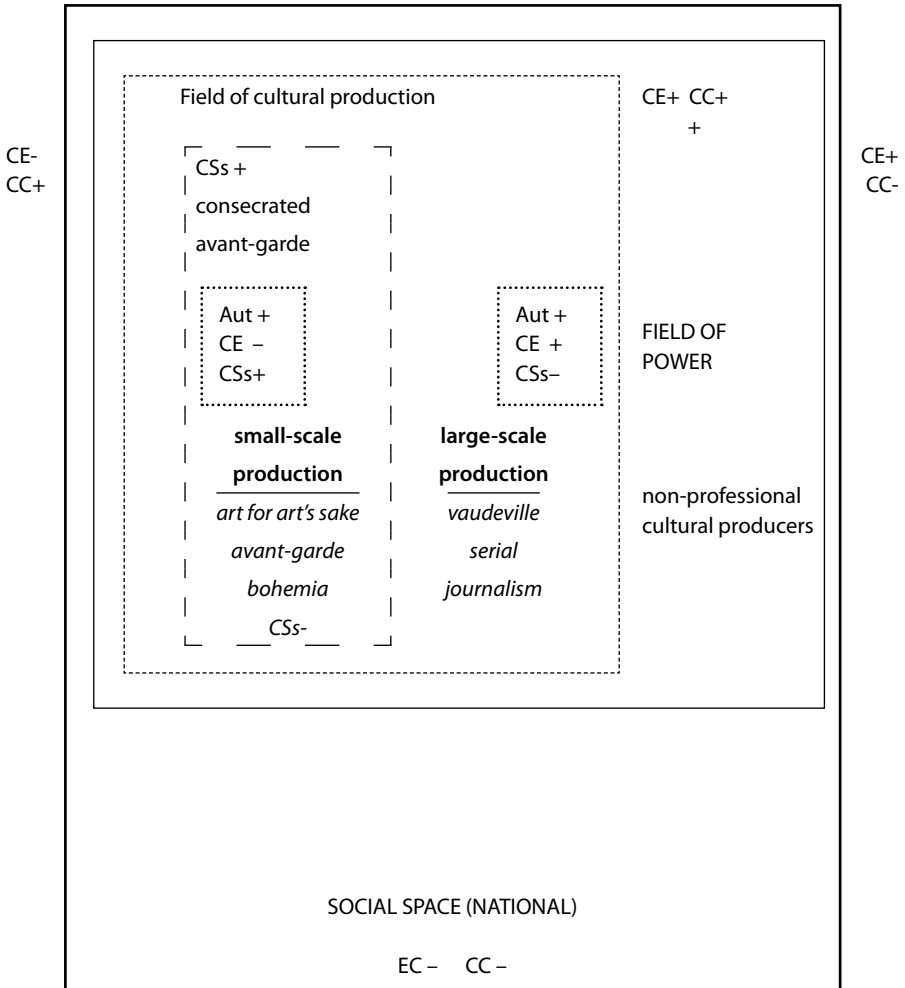 Field of cultural production
CE+ CC+
+
CE-
CC+
CE+
CC-
CSs +
consecrated
avant-garde
Aut +
CE –
CSs+
Aut +
CE +
CSs–
FIELD OF
POWER
small-scale
production
large-scale
production
art for art's sake
avant-garde
bohemia
CSs-
vaudeville
serial
journalism
non-professional
cultural producers
SOCIAL SPACE (NATIONAL)
EC – CC –